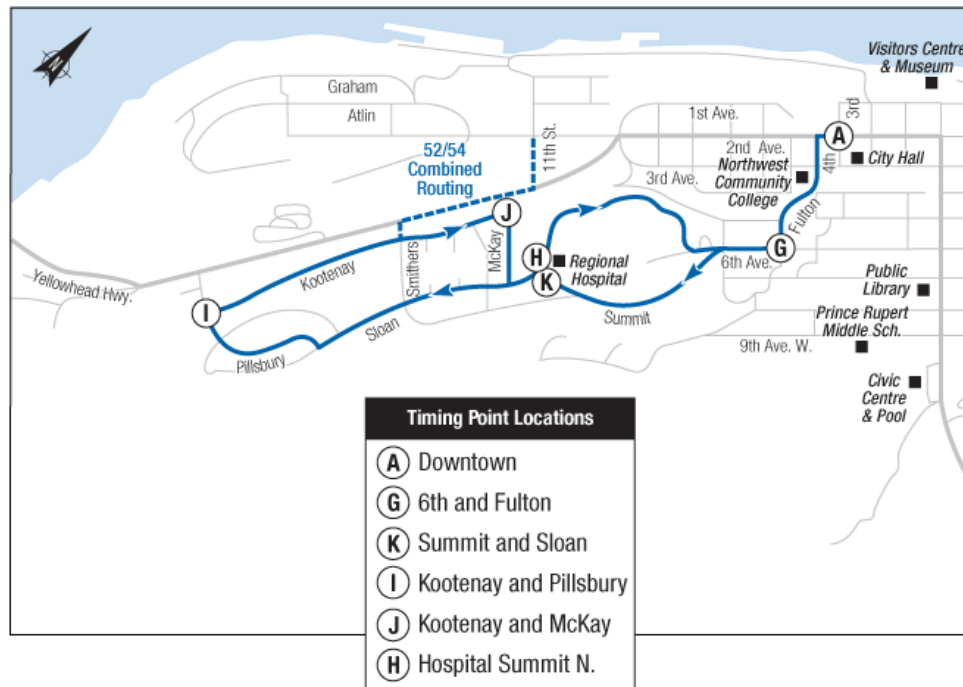 N
Visitors Centre
& Museum
Graham
Atlin
1st Ave.
3rd
A
52/54
Combined
Routing
11th St.
2nd Ave.
4th
City Hall
Northwest
Community
College
3rd Ave.
Fulton
J
G
6th Ave.
H
K
Regional
Hospital
McKay
Smithers
Kootenay
Yellowhead Hwy.
I
Sloan
Pillsbury
Summit
Public
Library
Prince Rupert
Middle Sch.
9th Ave. W.
Civic
Centre
& Pool
Timing Point Locations
A Downtown
G 6th and Fulton
K Summit and Sloan
I Kootenay and Pillsbury
J Kootenay and McKay
H Hospital Summit N.